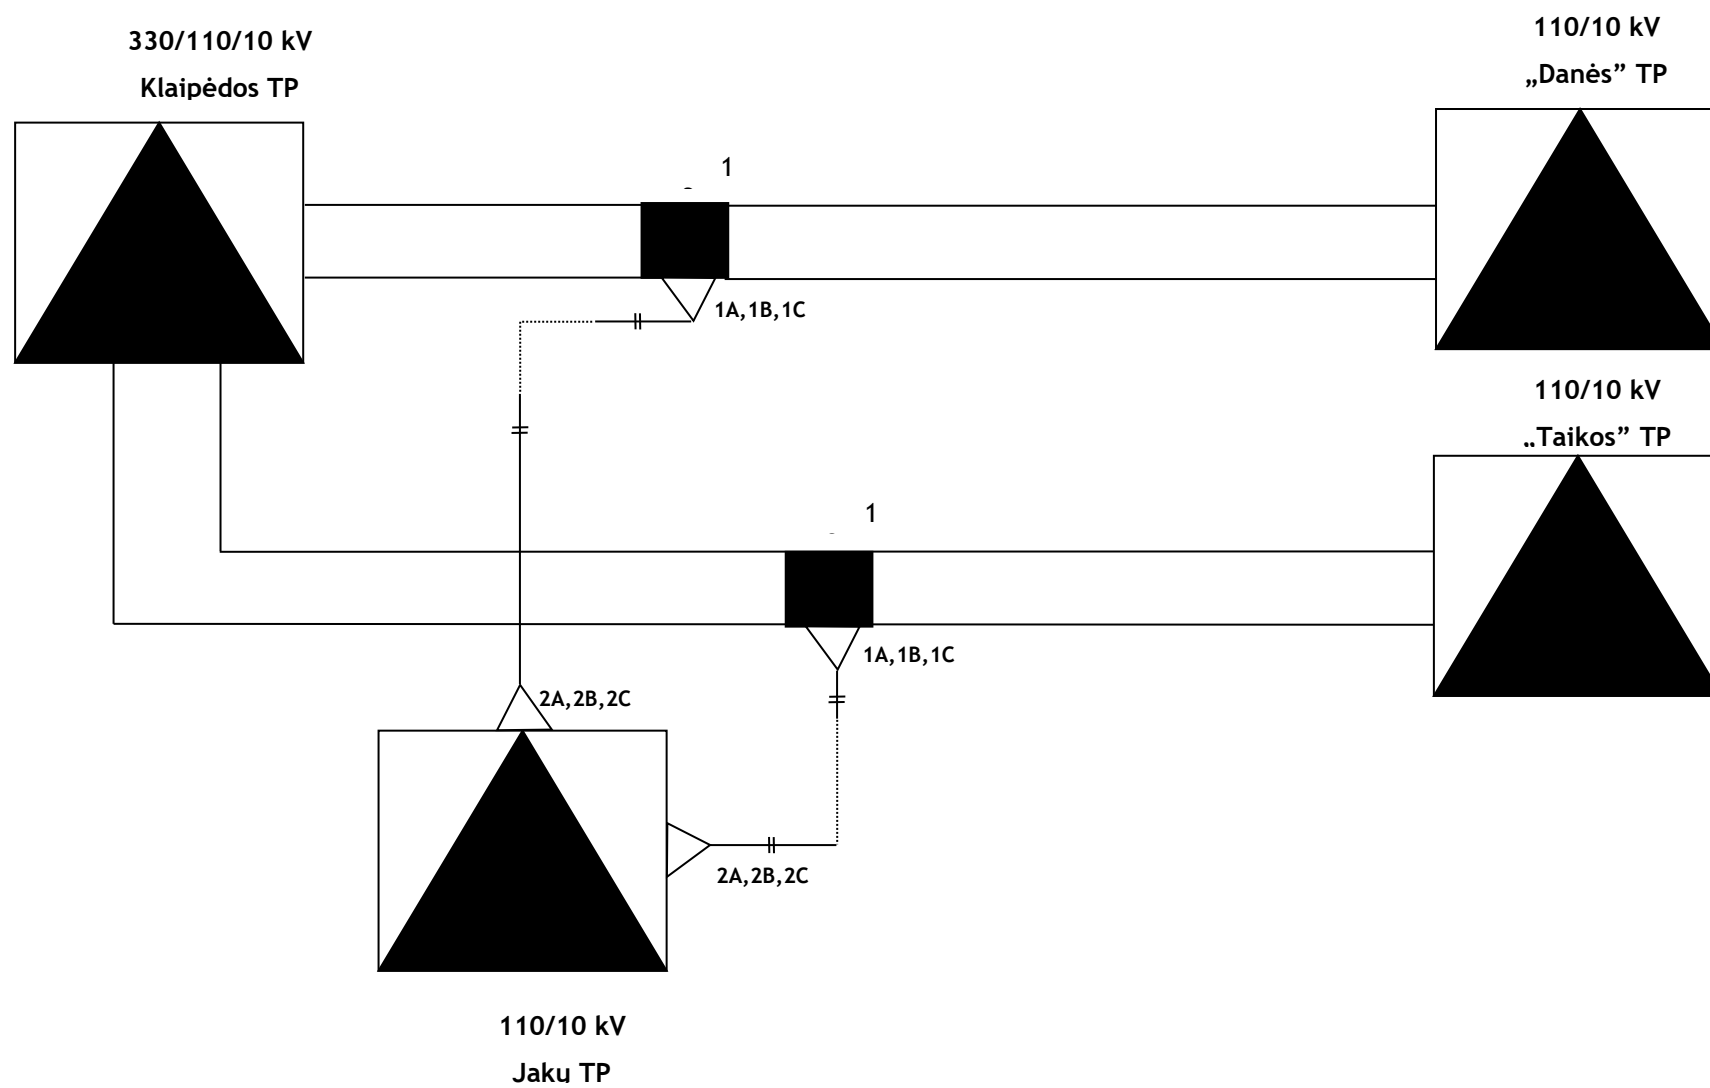 330/110/10 kV
Klaipėdos TP
110/10 kV
„Danės” TP
1
1A,1B,1C
110/10 kV
„Taikos” TP
1
1A,1B,1C
2A,2B,2C
2A,2B,2C
110/10 kV
Jakų TP